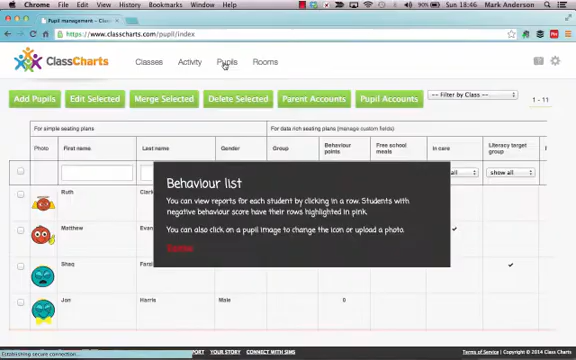 Chrome File Edit View History Bookmarks Window Help 90% Sun 18:46 Mark Anderson
Pupil management – Class
https://www.classcharts.com/pupil/index
ClassCharts Classes Activity Pupils Rooms
Add Pupils Edit Selected Merge Selected Delete Selected Parent Accounts Pupil Accounts -- Filter by Class -- 1 - 11
For simple seating plans For data rich seating plans (manage custom fields)
Photo First name Last name Gender Group Behaviour points Free school meals In care Literacy target group
all show all
Behaviour list
You can view reports for each student by clicking in a row. Students with
negative behaviour score have their rows highlighted in pink.
You can also click on a pupil image to change the icon or upload a photo.
Ruth
Matthew
Shaq
Jon Harris Male 0
Establishing secure connection... PORT YOUR STORY CONNECT WITH SIMS Terms of Service | Copyright © 2014 Class Charts